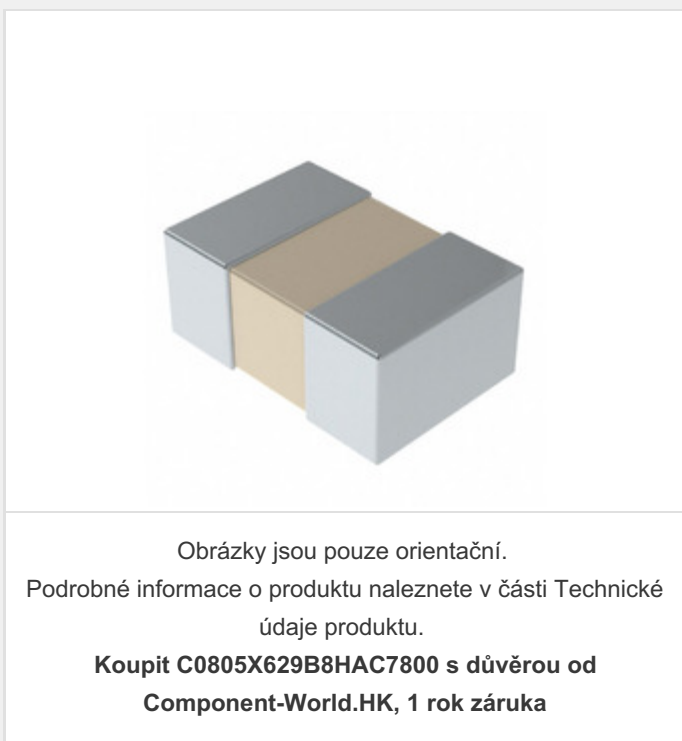 Obrázky jsou pouze orientační.
Podrobné informace o produktu naleznete v části Technické
údaje produktu.
Koupit C0805X629B8HAC7800 s důvěrou od
Component-World.HK, 1 rok záruka